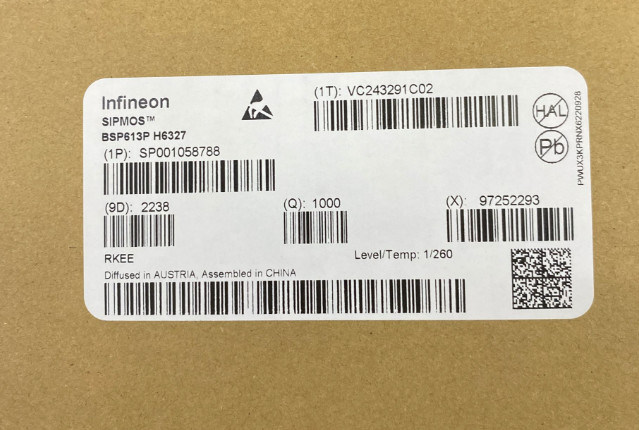 Infineon
SIPMOS™
BSP613P H6327
(1P): SP001058788
(1T): VC243291C02
HAL
Pb
PWUX3KPRNX6220928
(9D): 2238
(Q): 1000
(X): 97252293
RKEE
Level/Temp: 1/260
Diffused in AUSTRIA, Assembled in CHINA